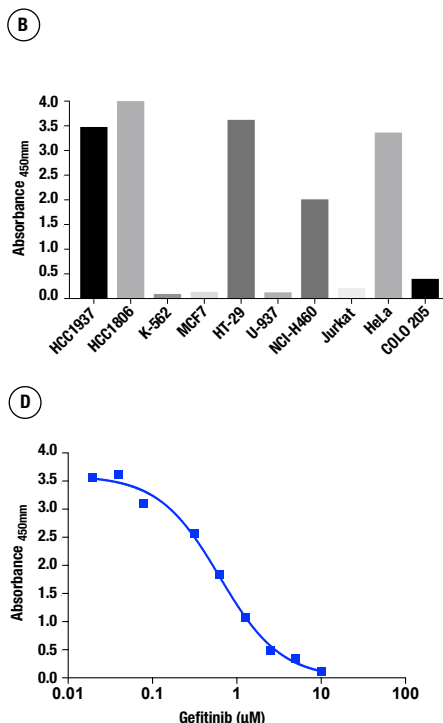 B
4.0
3.5
3.0
2.5
2.0
1.5
1.0
0.5
0.0
Absorbance 450mm
HCC1937
HCC1806
K-562
MCF7
HT-29
U-937
NCI-H460
Jurkat
HeLa
COLO 205
D
4.0
3.5
3.0
2.5
2.0
1.5
1.0
0.5
0.0
Absorbance 450mm
0.01 0.1 1 10 100
Gefitinib (µM)